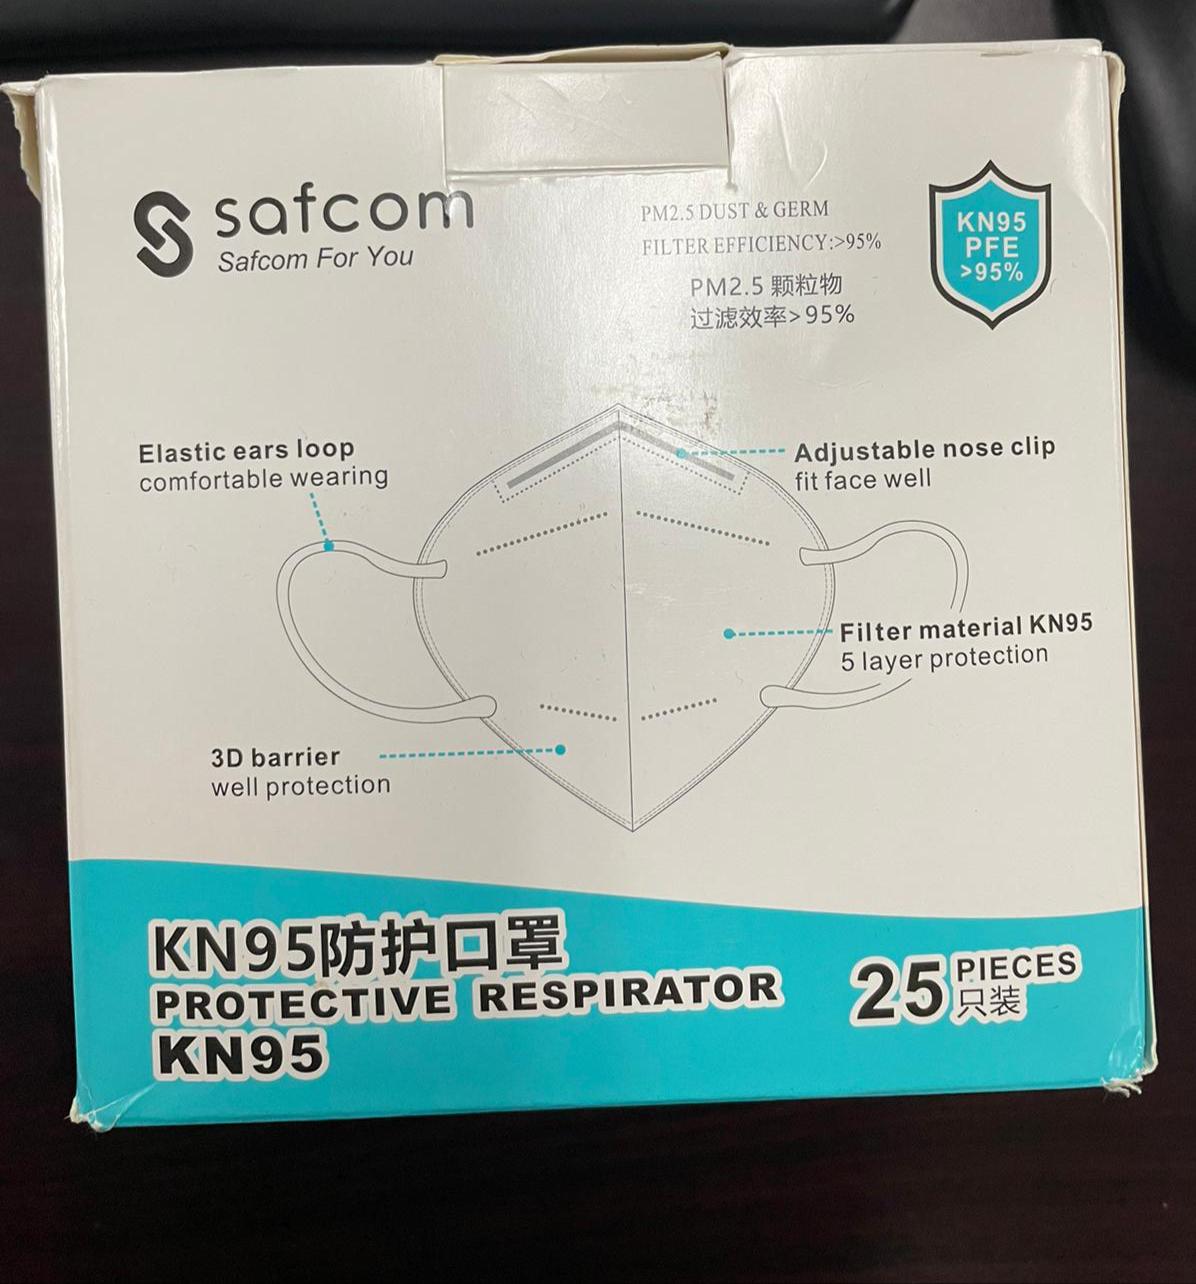 safcom
Safcom For You
PM2.5 DUST & GERM
FILTER EFFICIENCY:>95%
PM2.5 颗粒物
过滤效率>95%
KN95
PFE
>95%
Elastic ears loop
comfortable wearing
Adjustable nose clip
fit face well
Filter material KN95
5 layer protection
3D barrier
well protection
KN95防护口罩
PROTECTIVE RESPIRATOR
KN95
25 PIECES
只装